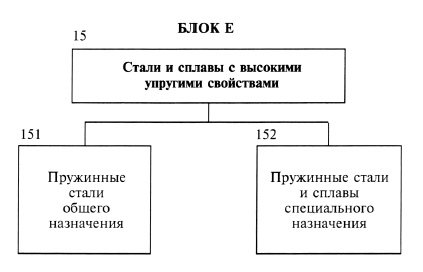 БЛОК Е
15
Стали и сплавы с высокими
упругими свойствами
151
Пружинные
стали
общего
назначения
152
Пружинные стали
и сплавы
специального
назначения